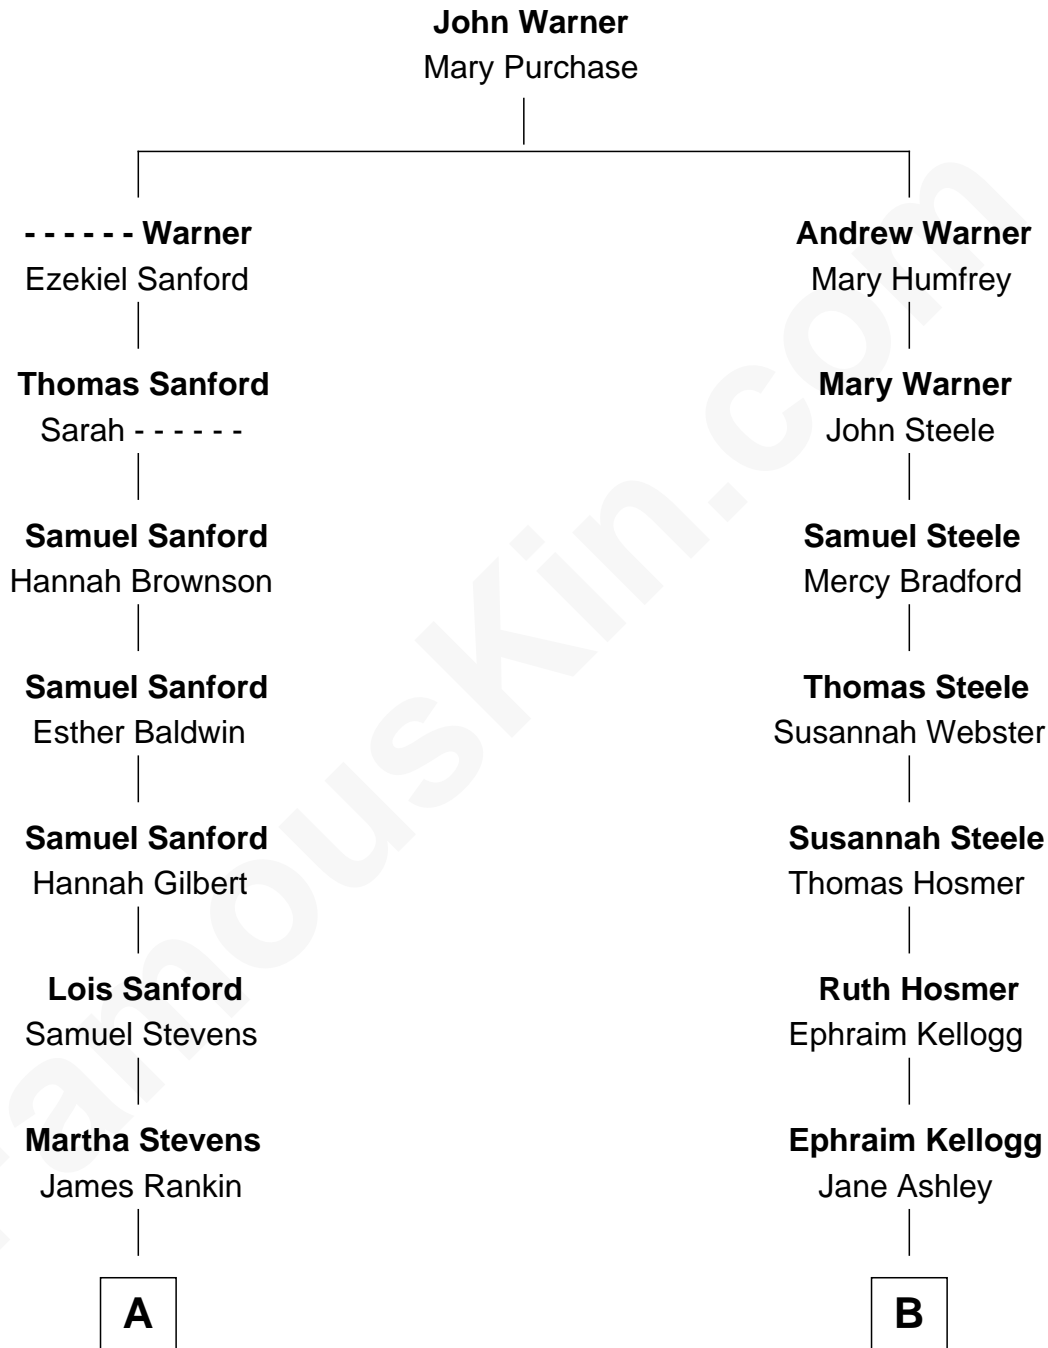 John Warner
Mary Purchase
- - - - - - Warner
Ezekiel Sanford
Thomas Sanford
Sarah - - - - - -
Samuel Sanford
Hannah Brownson
Samuel Sanford
Esther Baldwin
Samuel Sanford
Hannah Gilbert
Lois Sanford
Samuel Stevens
Martha Stevens
James Rankin
A
Andrew Warner
Mary Humfrey
Mary Warner
John Steele
Samuel Steele
Mercy Bradford
Thomas Steele
Susannah Webster
Susannah Steele
Thomas Hosmer
Ruth Hosmer
Ephraim Kellogg
Ephraim Kellogg
Jane Ashley
B
FamousKin.com